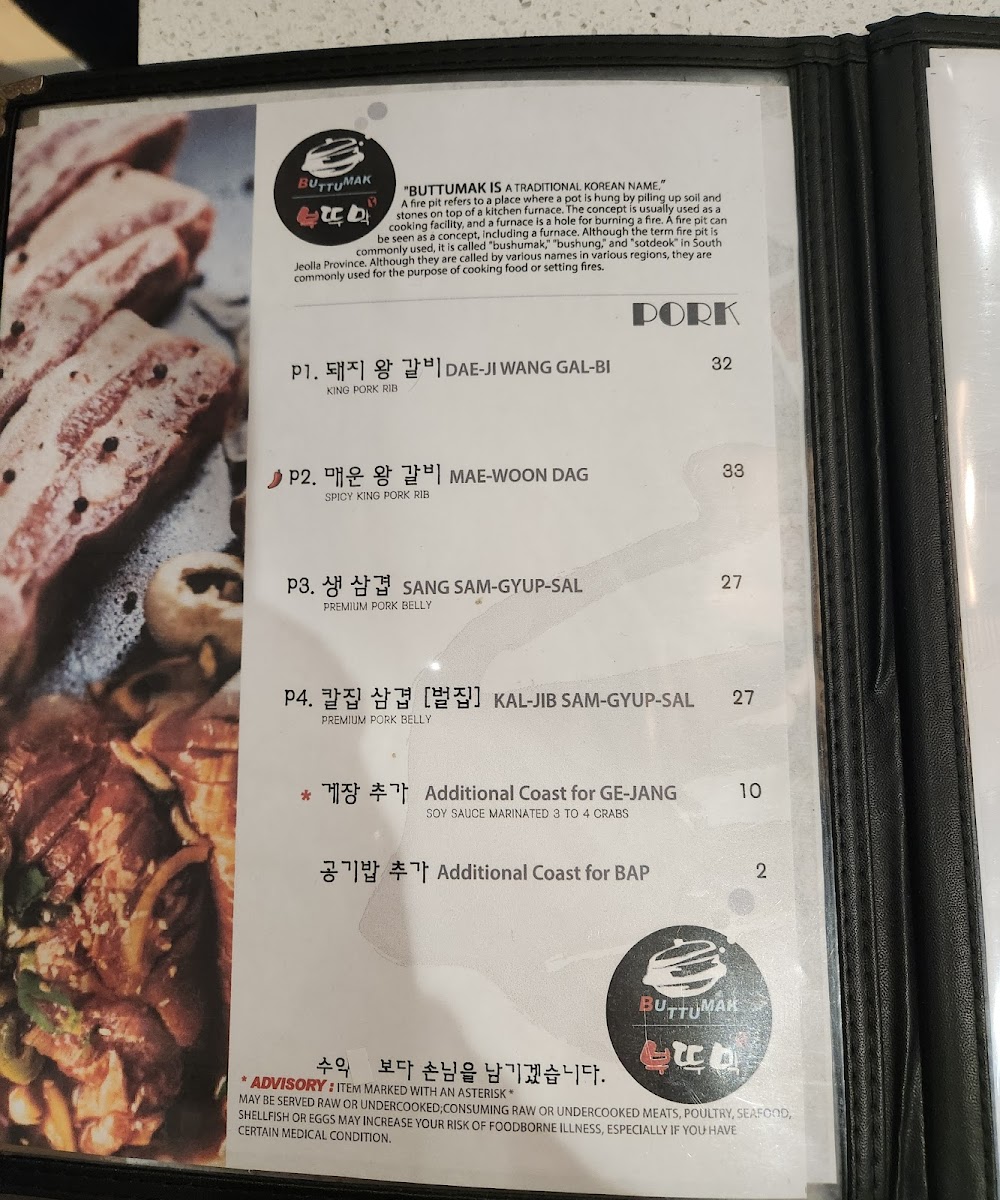 BUTTUMAK
부뚜막
"BUTTUMAK IS A TRADITIONAL KOREAN NAME,"
A fire pit refers to a place where a pot is hung by piling up soil and
stones on top of a kitchen furnace. The concept is usually used as a
cooking facility, and a furnace is a hole for burning a fire. A fire pit can
be seen as a concept, including a furnace. Although the term fire pit is
commonly used, it is called "bushumak," "bushung," and "sotdeok" in South
Jeolla Province. Although they are called by various names in various regions, they are
commonly used for the purpose of cooking food or setting fires.
PORK
P1. 돼지 왕 갈비 DAE-JI WANG GAL-BI 32
KING PORK RIB
P2. 매운 왕 갈비 MAE-WOON DAG 33
SPICY KING PORK RIB
P3. 생 삼겹 SANG SAM-GYUP-SAL 27
PREMIUM PORK BELLY
P4. 칼집 삼겹 [벌집] KAL-JIB SAM-GYUP-SAL 27
PREMIUM PORK BELLY
* 게장 추가 Additional Coast for GE-JANG 10
SOY SAUCE MARINATED 3 TO 4 CRABS
공기밥 추가 Additional Coast for BAP 2
BUTTUMAK
부뚜막
수익 보다 손님을 남기겠습니다.
* ADVISORY : ITEM MARKED WITH AN ASTERISK *
MAY BE SERVED RAW OR UNDERCOOKED;CONSUMING RAW OR UNDERCOOKED MEATS, POULTRY, SEAFOOD,
SHELLFISH OR EGGS MAY INCREASE YOUR RISK OF FOODBORNE ILLNESS, ESPECIALLY IF YOU HAVE
CERTAIN MEDICAL CONDITION.